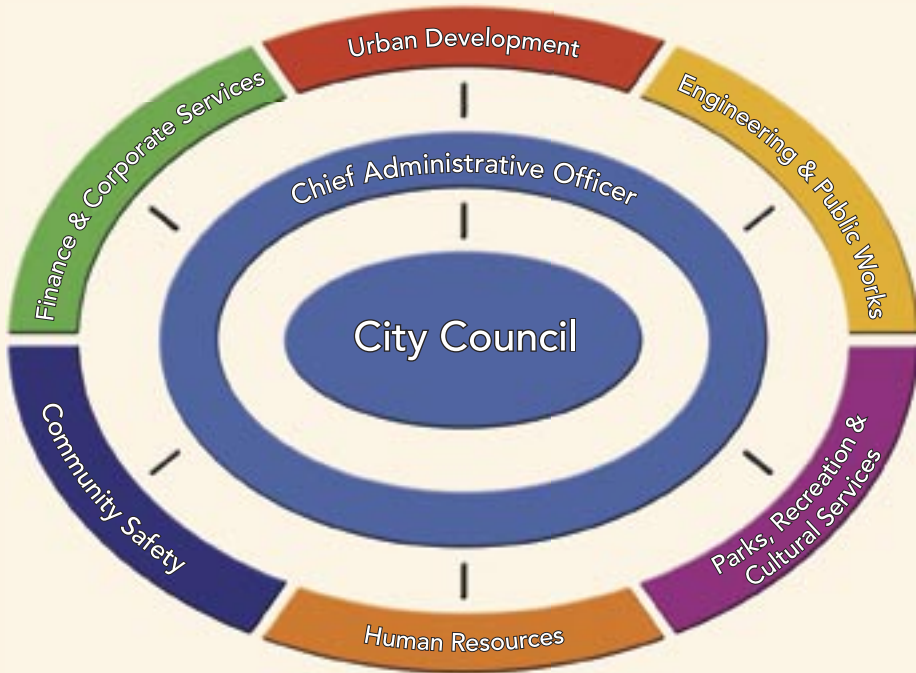 Urban Development
Engineering & Public Works
Finance & Corporate Services
Chief Administrative Officer
City Council
Community Safety
Parks, Recreation &
Cultural Services
Human Resources